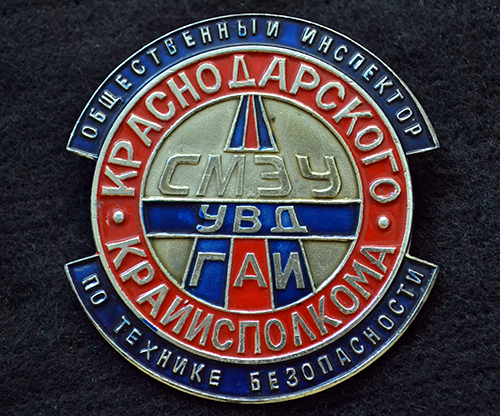 ОБЩЕСТВЕННЫЙ ИНСПЕКТОР
КРАСНОДАРСКОГО
СМЭУ
УВД
ГАИ
КРАЙИСПОЛКОМА
ПО ТЕХНИКЕ БЕЗОПАСНОСТИ